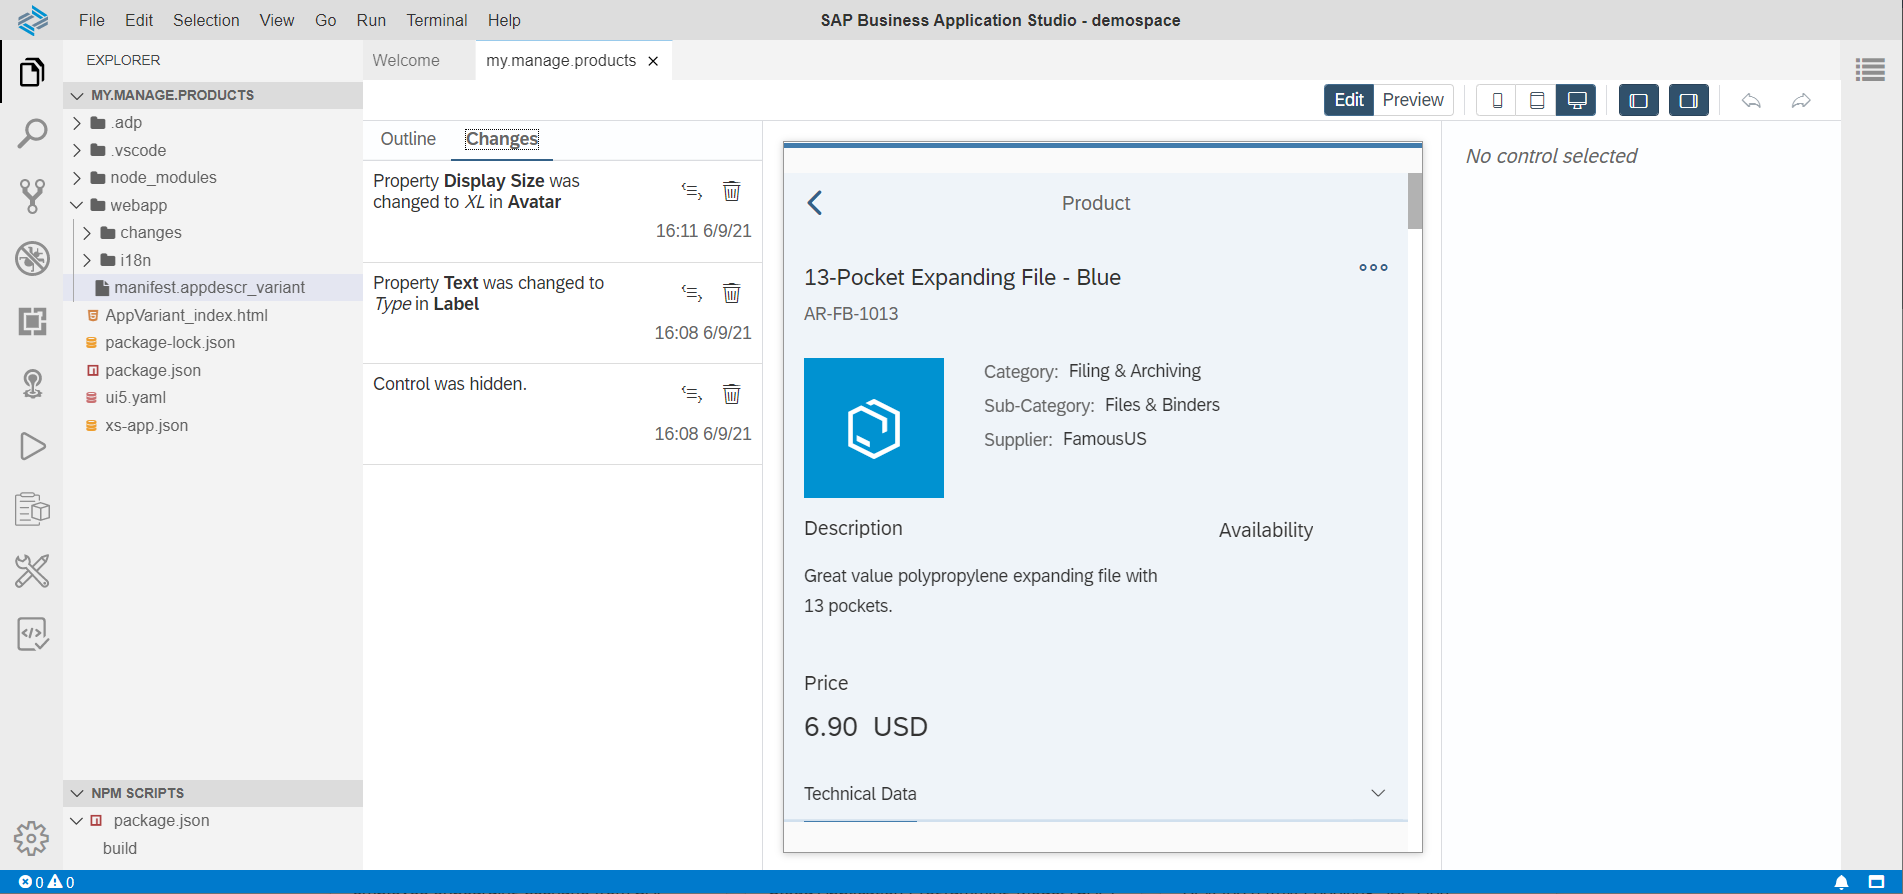 File Edit Selection View Go Run Terminal Help
SAP Business Application Studio - demospace
EXPLORER
MY.MANAGE.PRODUCTS
.adp
.vscode
node_modules
webapp
changes
i18n
manifest.appdescr_variant
AppVariant_index.html
package-lock.json
package.json
ui5.yaml
xs-app.json
NPM SCRIPTS
package.json
build
Welcome
my.manage.products
Edit Preview
Outline Changes
Property Display Size was
changed to XL in Avatar
16:11 6/9/21
Property Text was changed to
Type in Label
16:08 6/9/21
Control was hidden.
16:08 6/9/21
Product
13-Pocket Expanding File - Blue
AR-FB-1013
Category: Filing & Archiving
Sub-Category: Files & Binders
Supplier: FamousUS
Description
Availability
Great value polypropylene expanding file with
13 pockets.
Price
6.90 USD
Technical Data
No control selected
0 0